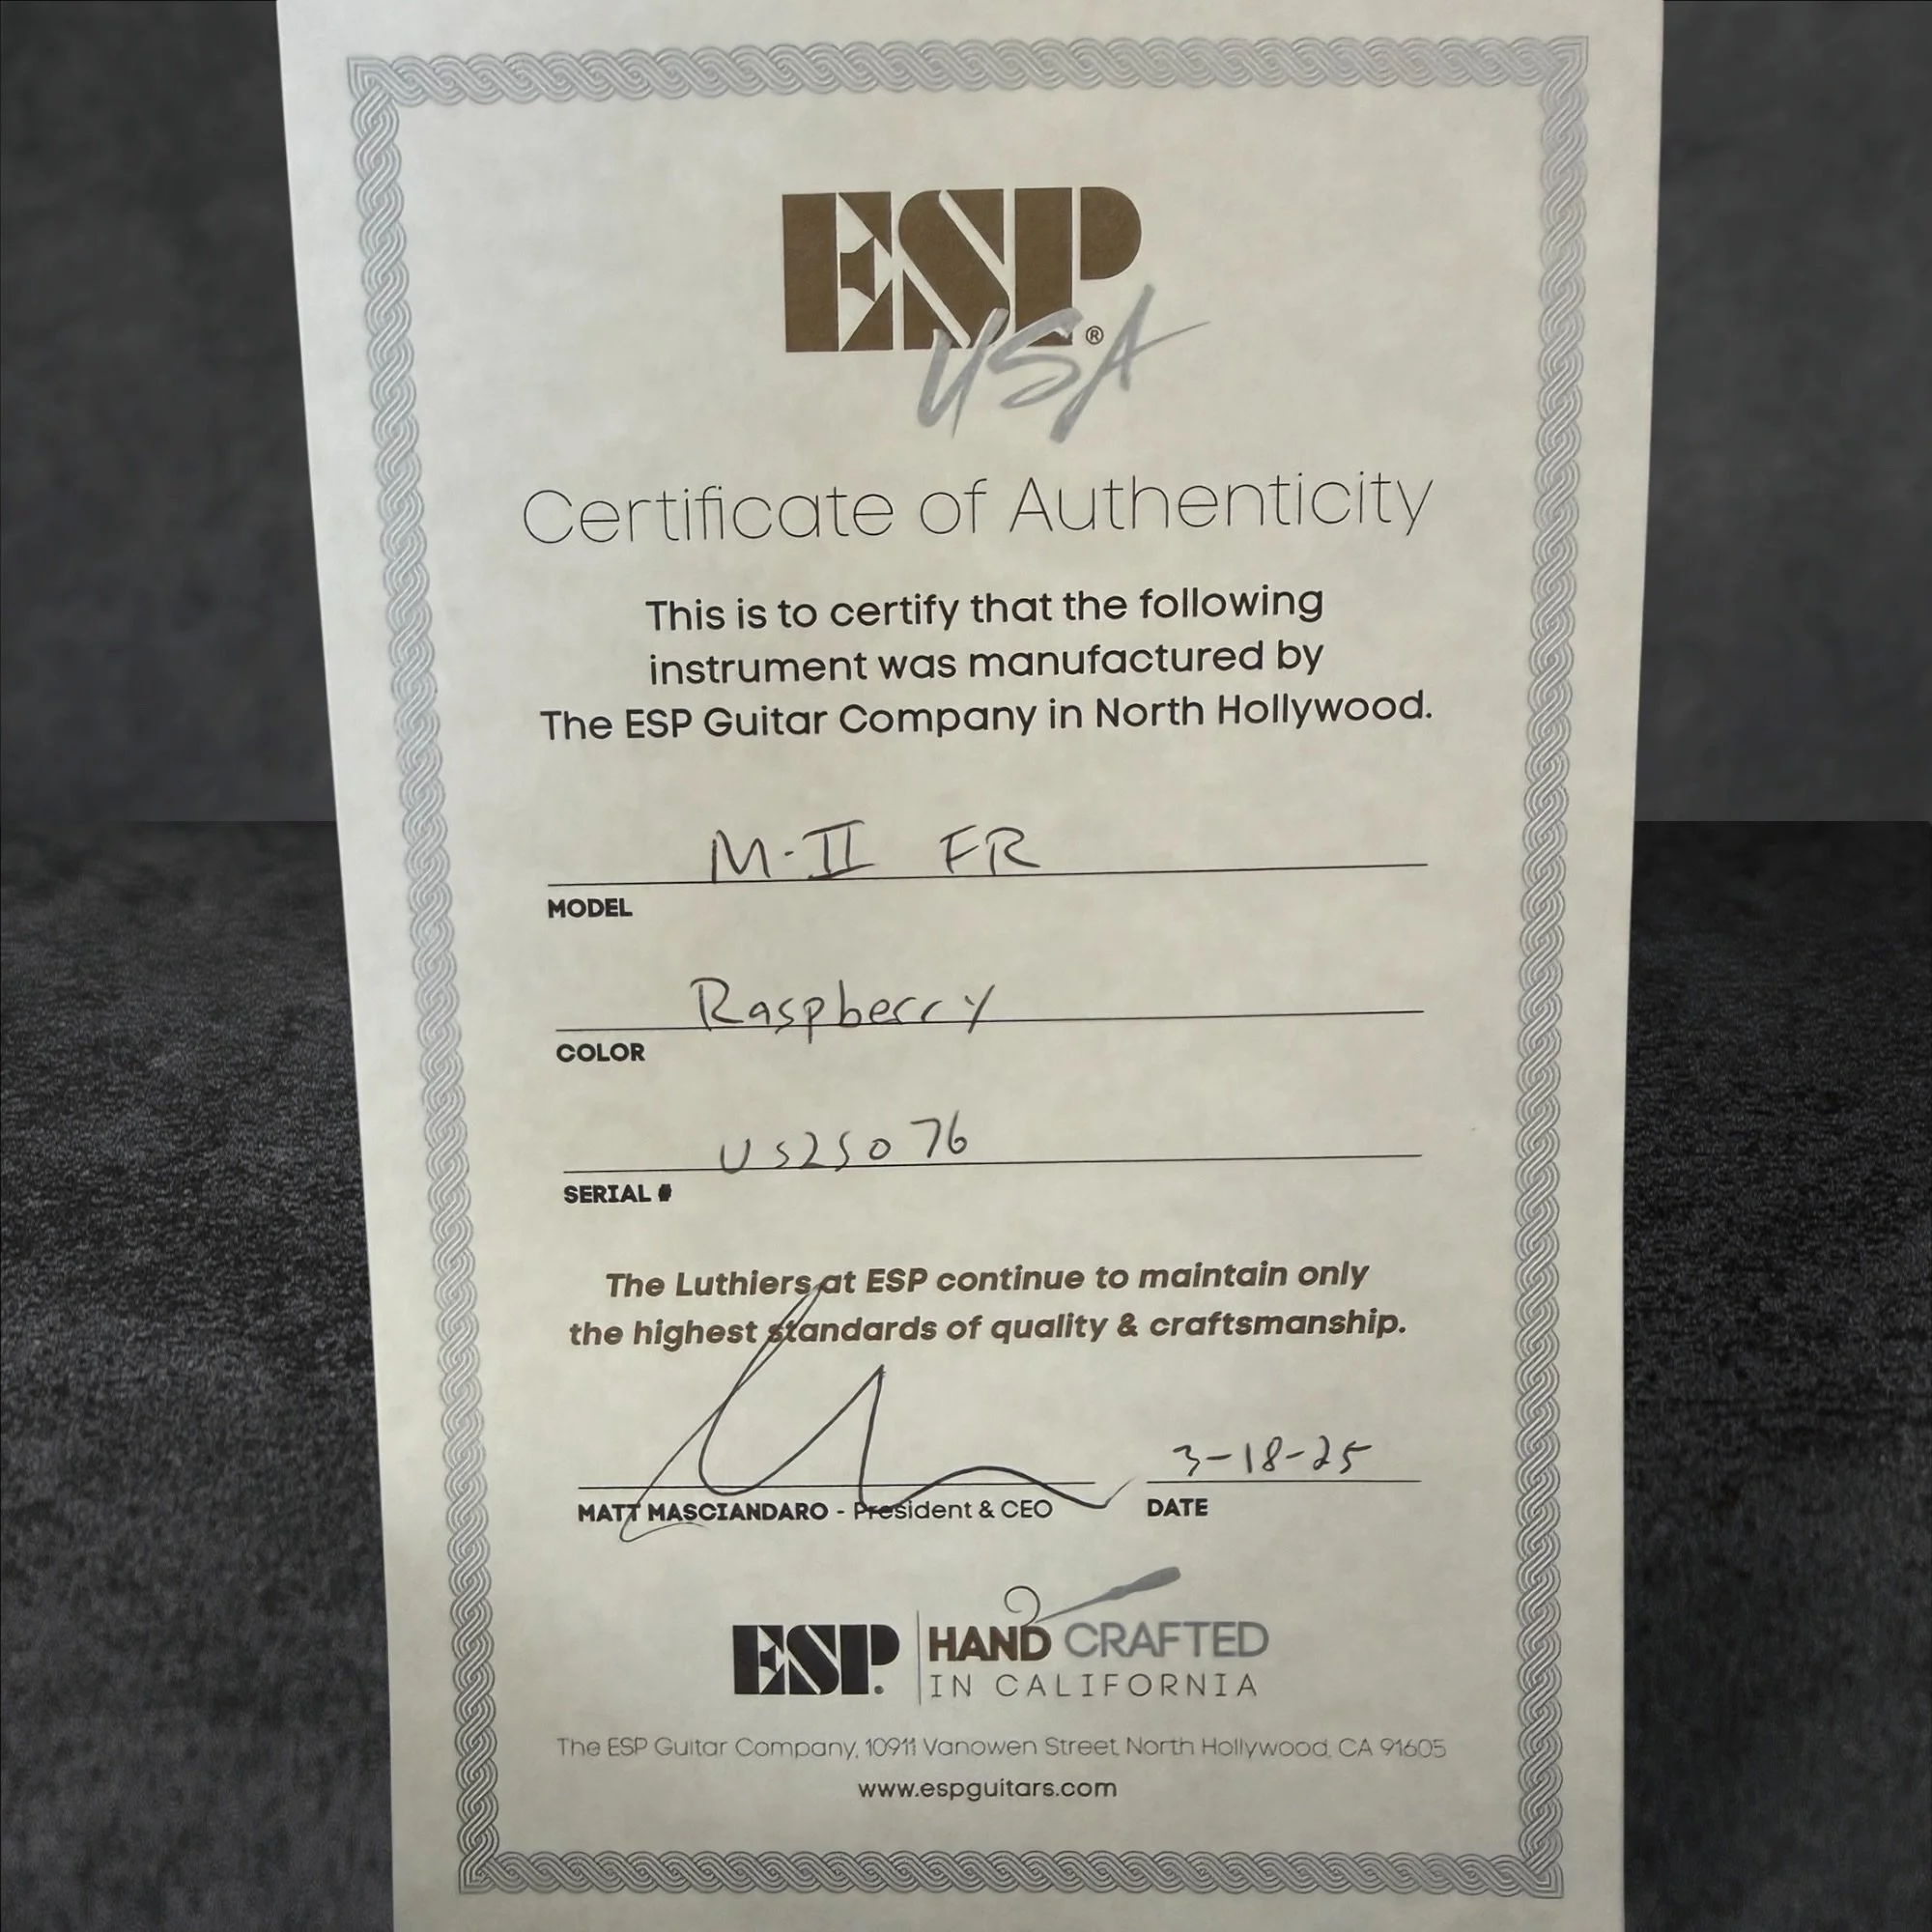 ESP®
USA
Certificate of Authenticity
This is to certify that the following
instrument was manufactured by
The ESP Guitar Company in North Hollywood.
M-II FR
MODEL
Raspberry
COLOR
US25076
SERIAL #
The Luthiers at ESP continue to maintain only
the highest standards of quality & craftsmanship.
3-18-25
MATT MASCIANDARO - President & CEO DATE
ESP. HAND CRAFTED
IN CALIFORNIA
The ESP Guitar Company, 10911 Vanowen Street North Hollywood, CA 91605
www.espguitars.com